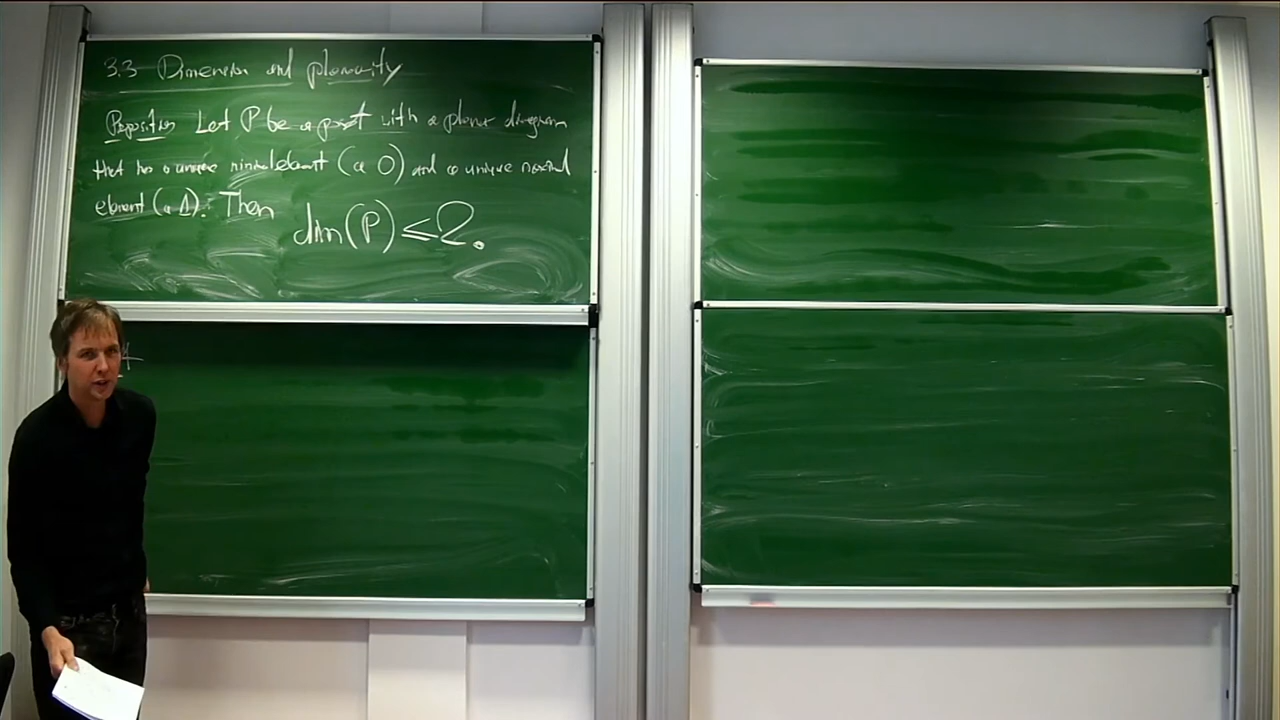 3.3 Dimension and planarity
Proposition Let P be a poset with a planar diagram
that has a unique minimal element (a 0) and a unique maximal
element (a 1). Then dim(P) ≤ 2.